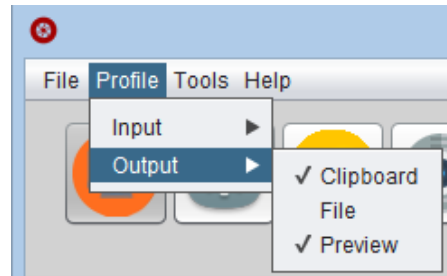 File Profile Tools Help
Input
Output
✓ Clipboard
File
✓ Preview